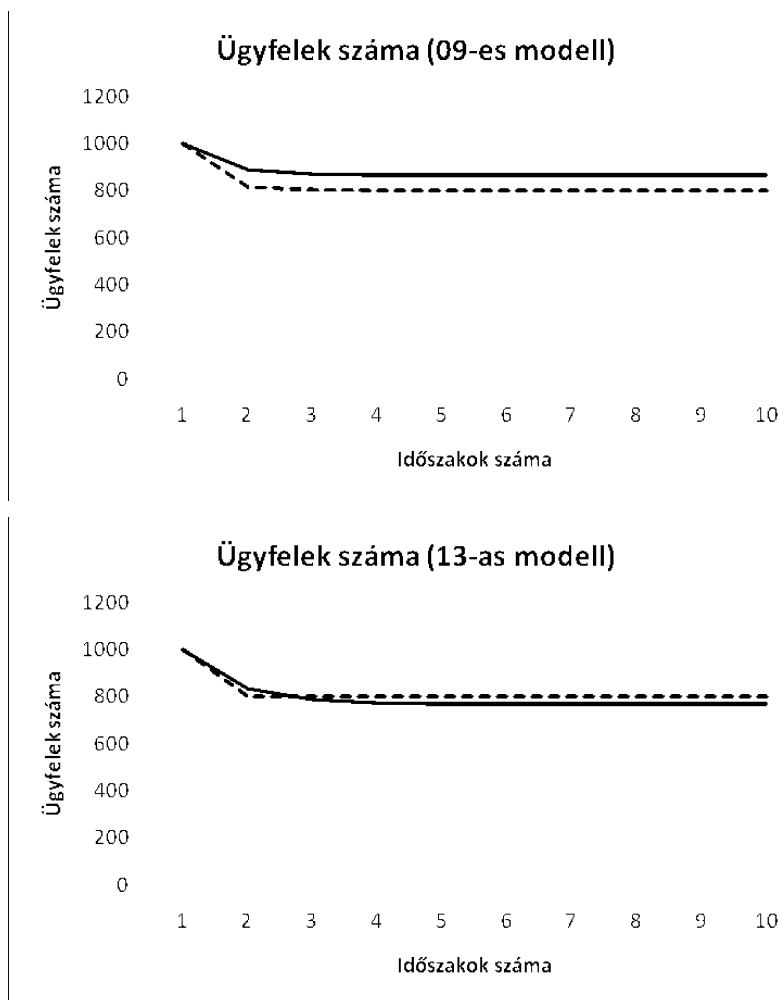 Ügyfelek száma (09-es modell)
1200
1000
800
600
400
200
0
Ügyfelek száma
1 2 3 4 5 6 7 8 9 10
Időszakok száma
Ügyfelek száma (13-as modell)
1200
1000
800
600
400
200
0
Ügyfelek száma
1 2 3 4 5 6 7 8 9 10
Időszakok száma